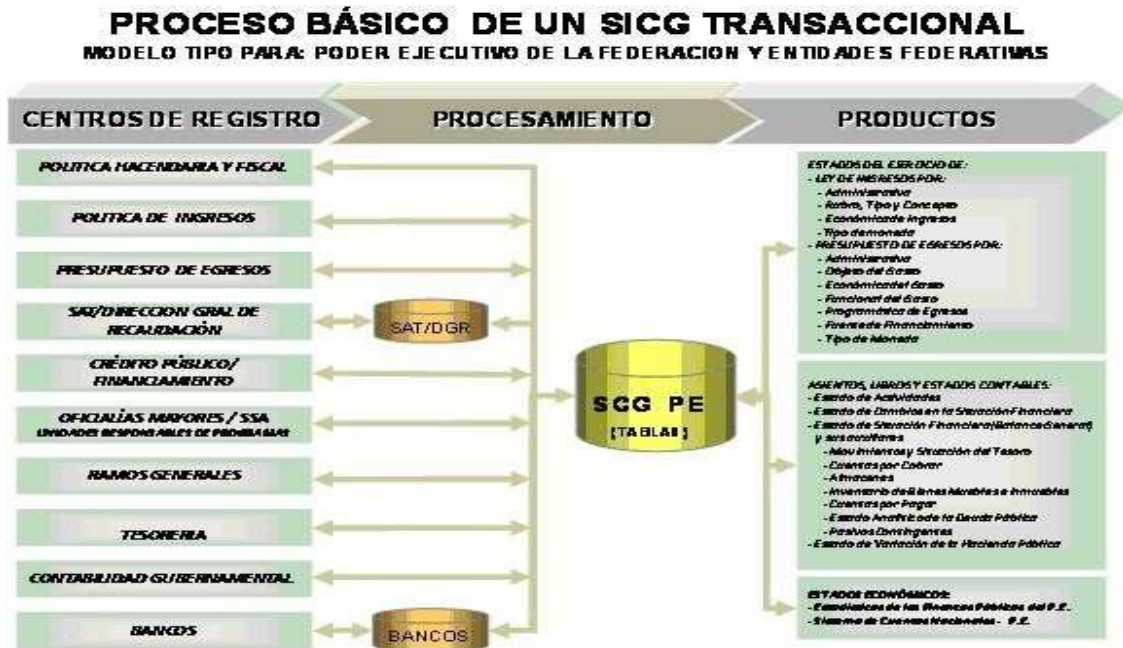 PROCESO BÁSICO DE UN SICG TRANSACCIONAL
MODELO TIPO PARA: PODER EJECUTIVO DE LA FEDERACION Y ENTIDADES FEDERATIVAS
CENTROS DE REGISTRO
PROCESAMIENTO
PRODUCTOS
POLITICA HACENDARIA Y FISCAL
POLITICA DE INGRESOS
PRESUPUESTO DE EGRESOS
SAT/DIRECCION GRAL DE
RECAUDACIÓN
CRÉDITO PÚBLICO/
FINANCIAMIENTO
OFICIALÍAS MAYORES / SSA
UNIDADES RESPONSABLES DE PROGRAMAS
RAMOS GENERALES
TESORERIA
CONTABILIDAD GUBERNAMENTAL
BANCOS
SAT/DGR
BANCOS
SCG PE
(TABLAS)
ESTADOS DEL EJERCICIO DE:
- LEY DE INGRESOS POR:
- Administrativa
- Rubro, Tipo y Concepto
- Económica de Ingresos
- Tipo de moneda
- PRESUPUESTO DE EGRESOS POR:
- Administrativa
- Objeto del Gasto
- Económica del Gasto
- Funcional del Gasto
- Programática de Egresos
- Fuente de Financiamiento
- Tipo de Moneda
ASIENTOS, LIBROS Y ESTADOS CONTABLES:
- Estado de Actividades
- Estado de Cambios en la Situación Financiera
- Estado de Situación Financiera (Balance General)
y sus auxiliares
- Movimientos y Situación del Tesoro
- Cuentas por Cobrar
- Almacenes
- Inventario de Bienes Muebles e Inmuebles
- Cuentas por Pagar
- Estado Analítico de la Deuda Pública
- Pasivos Contingentes
- Estado de Variación de la Hacienda Pública
ESTADOS ECONÓMICOS:
- Estadísticas de las Finanzas Públicas del P.E.
- Sistema de Cuentas Nacionales - P.E.